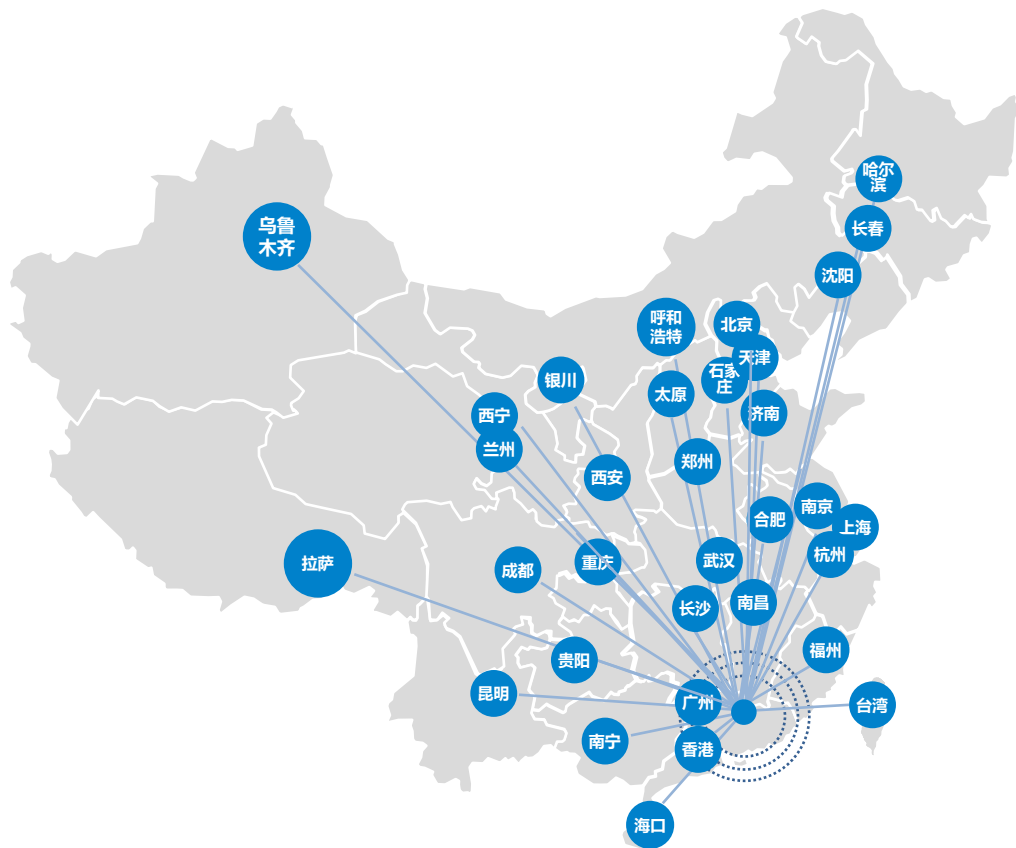 哈尔
滨
乌鲁
木齐
长春
沈阳
呼和
浩特
北京
天津
石家
庄
银川
太原
西宁
济南
兰州
郑州
西安
南京
合肥
上海
杭州
武汉
重庆
拉萨
成都
南昌
长沙
福州
贵阳
昆明
广州
台湾
南宁
香港
海口